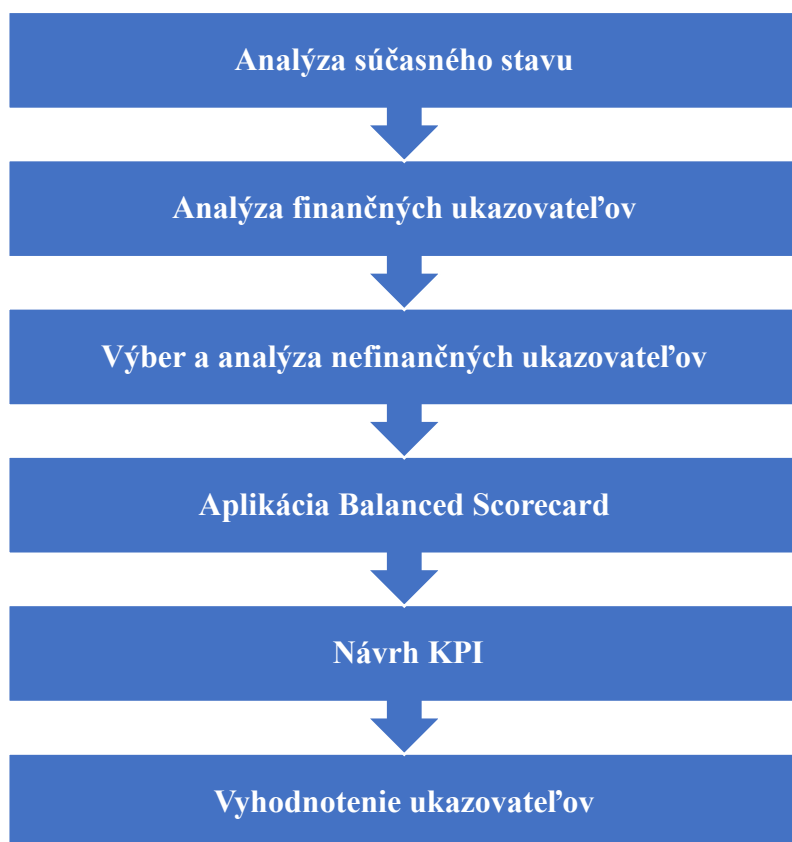 Analýza súčasného stavu
Analýza finančných ukazovateľov
Výber a analýza nefinančných ukazovateľov
Aplikácia Balanced Scorecard
Návrh KPI
Vyhodnotenie ukazovateľov